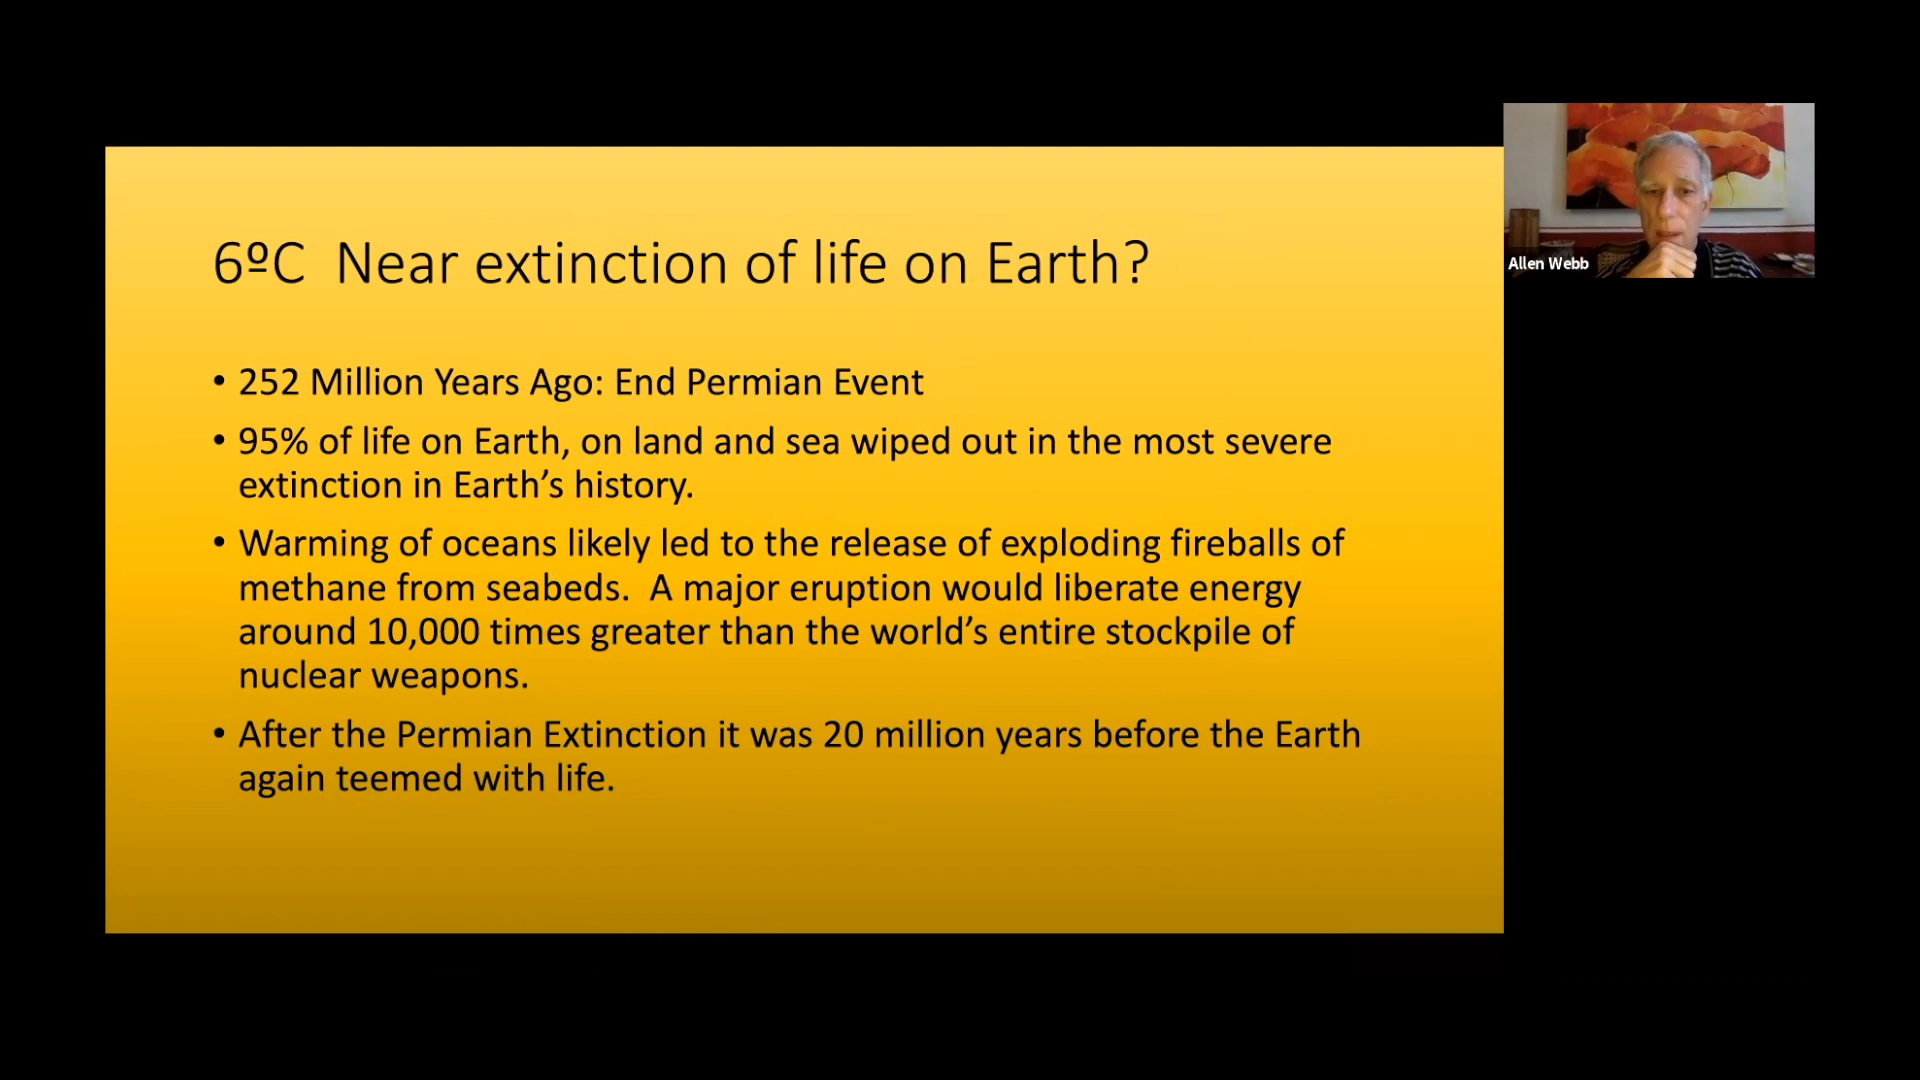 6ºC  Near extinction of life on Earth?
• 252 Million Years Ago: End Permian Event
• 95% of life on Earth, on land and sea wiped out in the most severe
extinction in Earth’s history.
• Warming of oceans likely led to the release of exploding fireballs of
methane from seabeds.  A major eruption would liberate energy
around 10,000 times greater than the world’s entire stockpile of
nuclear weapons.
• After the Permian Extinction it was 20 million years before the Earth
again teemed with life.
Allen Webb